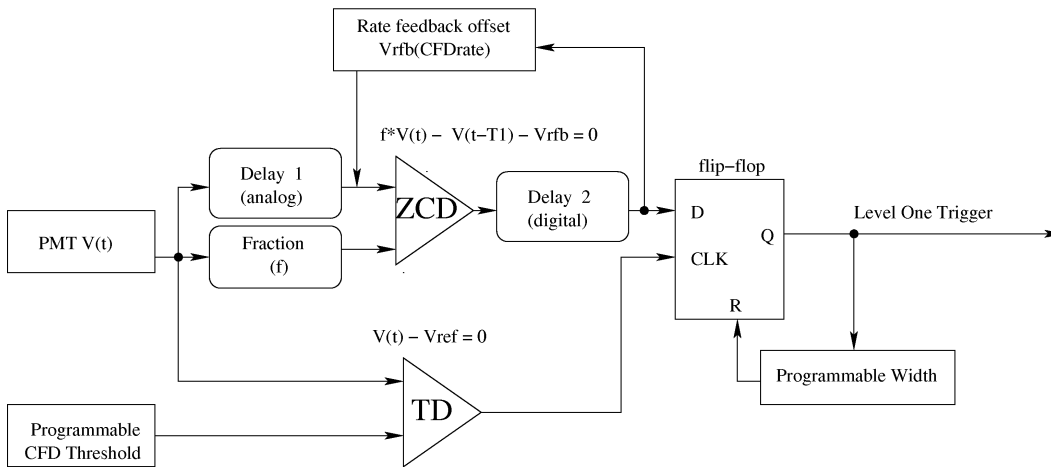 Rate feedback offset
Vrfb(CFDrate)
f*V(t) − V(t−T1) − Vrfb = 0
flip−flop
Delay 1
(analog)
ZCD
Delay 2
(digital)
D
Level One Trigger
PMT V(t)
Fraction
(f)
Q
CLK
R
V(t) − Vref = 0
Programmable Width
TD
Programmable
CFD Threshold